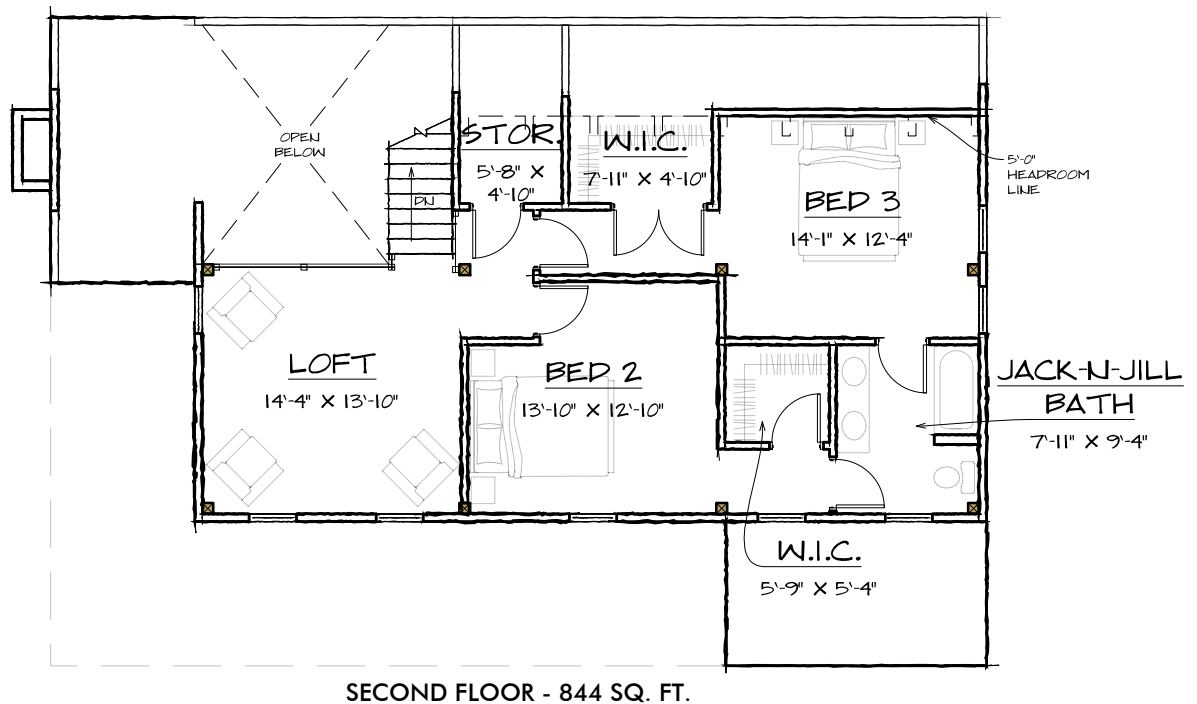 OPEN
BELOW
DN
STOR.
5'-8" X
4'-10"
W.I.C.
7'-11" X 4'-10"
BED 3
14'-1" X 12'-4"
5'-0"
HEADROOM
LINE
LOFT
14'-4" X 13'-10"
BED 2
13'-10" X 12'-10"
JACK-N-JILL
BATH
7'-11" X 9'-4"
W.I.C.
5'-9" X 5'-4"
SECOND FLOOR - 844 SQ. FT.